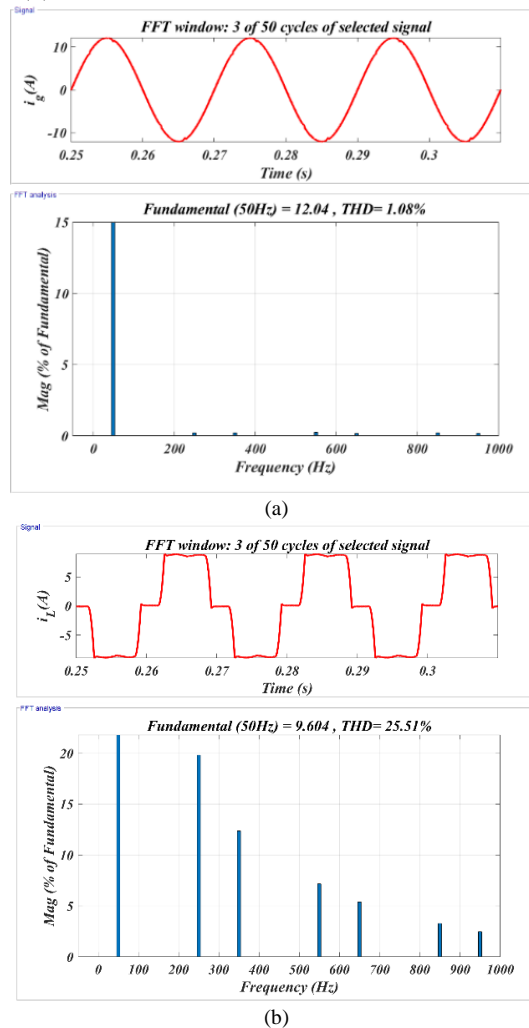 Signal
FFT window: 3 of 50 cycles of selected signal
10
0
-10
i_g(A)
0.25 0.26 0.27 0.28 0.29 0.3
Time (s)
FFT analysis
Fundamental (50Hz) = 12.04 , THD= 1.08%
15
10
5
0
Mag (% of Fundamental)
0 200 400 600 800 1000
Frequency (Hz)
(a)
Signal
FFT window: 3 of 50 cycles of selected signal
5
0
-5
i_L(A)
0.25 0.26 0.27 0.28 0.29 0.3
Time (s)
FFT analysis
Fundamental (50Hz) = 9.604 , THD= 25.51%
20
15
10
5
0
Mag (% of Fundamental)
0 100 200 300 400 500 600 700 800 900 1000
Frequency (Hz)
(b)